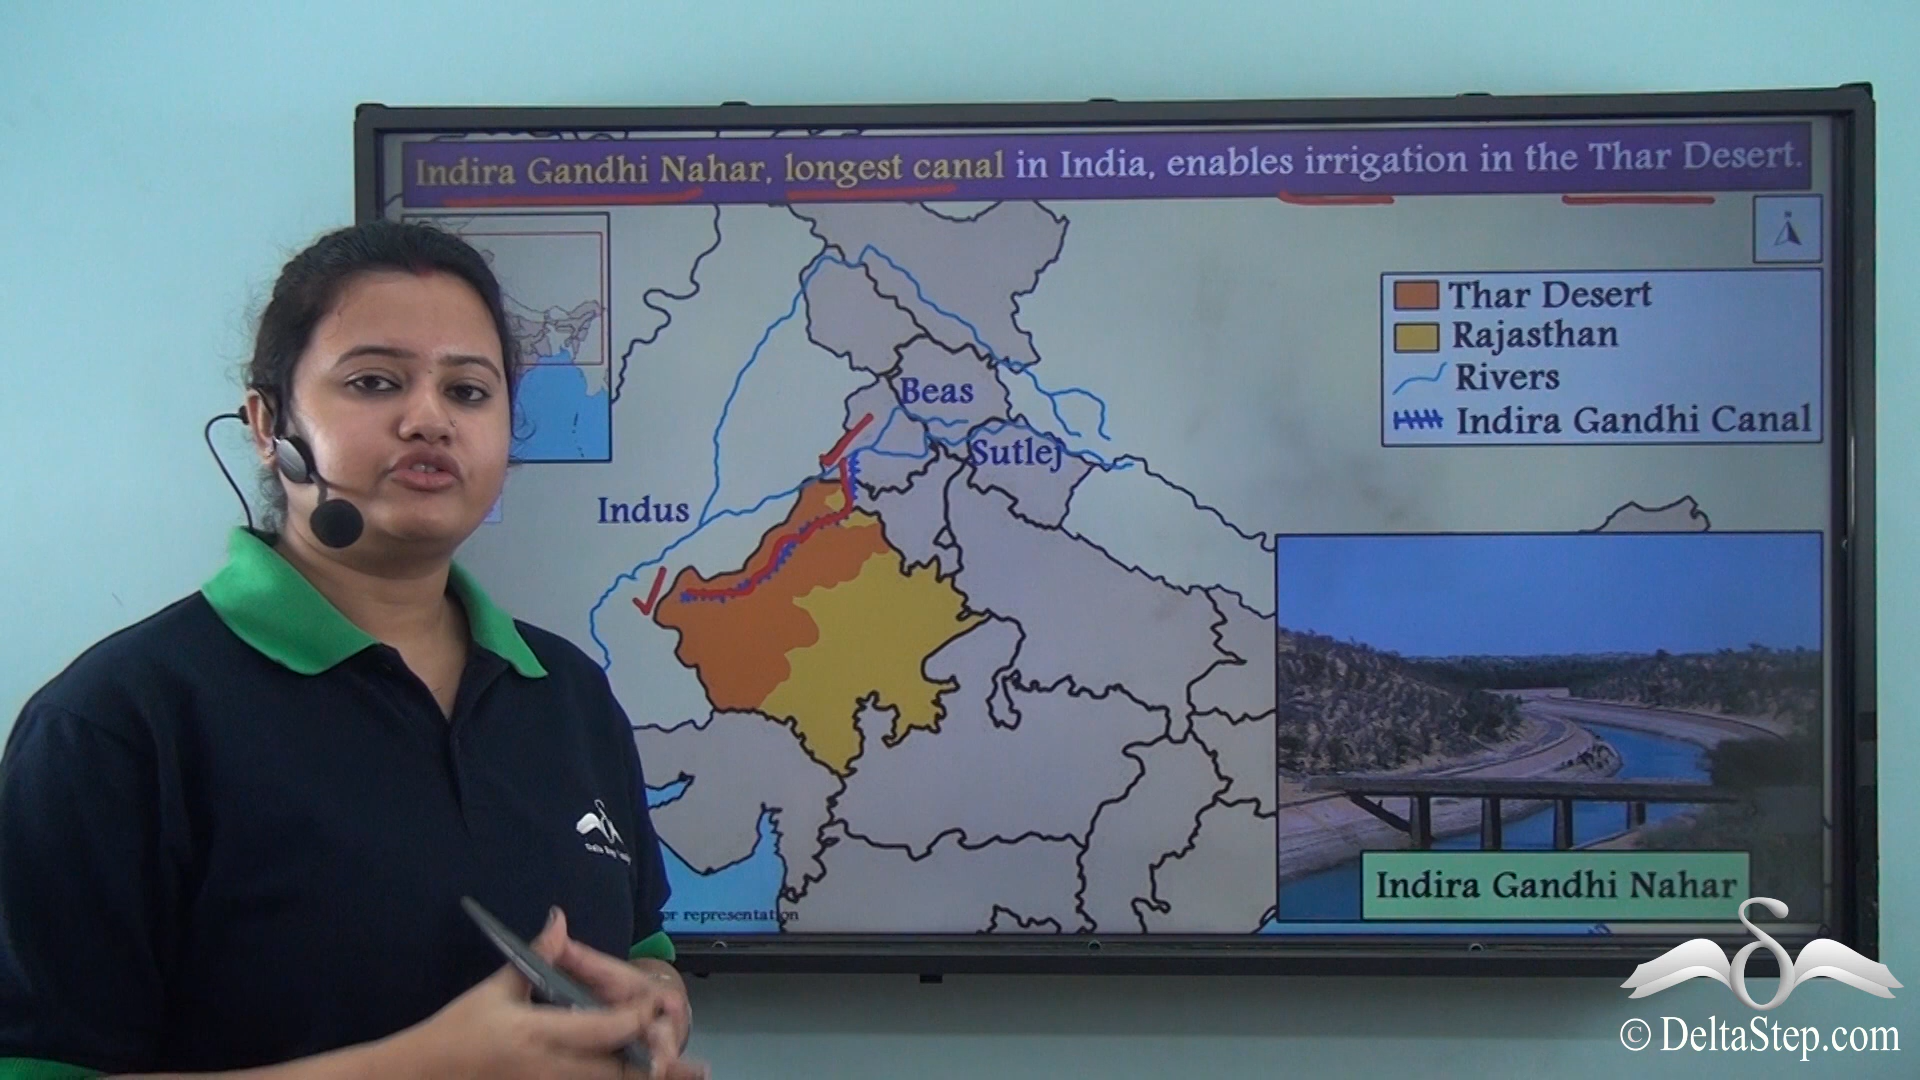 Indira Gandhi Nahar, longest canal in India, enables irrigation in the Thar Desert.
N
Thar Desert
Rajasthan
Rivers
Indira Gandhi Canal
Beas
Sutlej
Indus
Indira Gandhi Nahar
representation
© DeltaStep.com